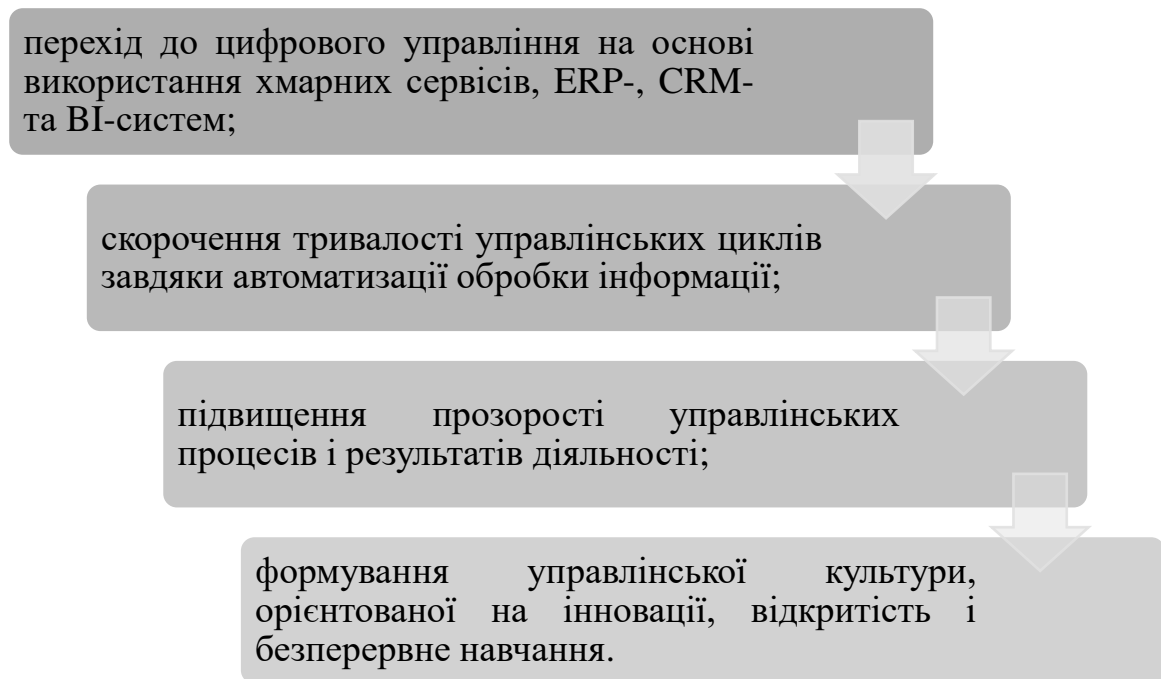 перехід до цифрового управління на основі
використання хмарних сервісів, ERP-, CRM-
та BI-систем;
скорочення тривалості управлінських циклів
завдяки автоматизації обробки інформації;
підвищення прозорості управлінських
процесів і результатів діяльності;
формування управлінської культури,
орієнтованої на інновації, відкритість і
безперервне навчання.